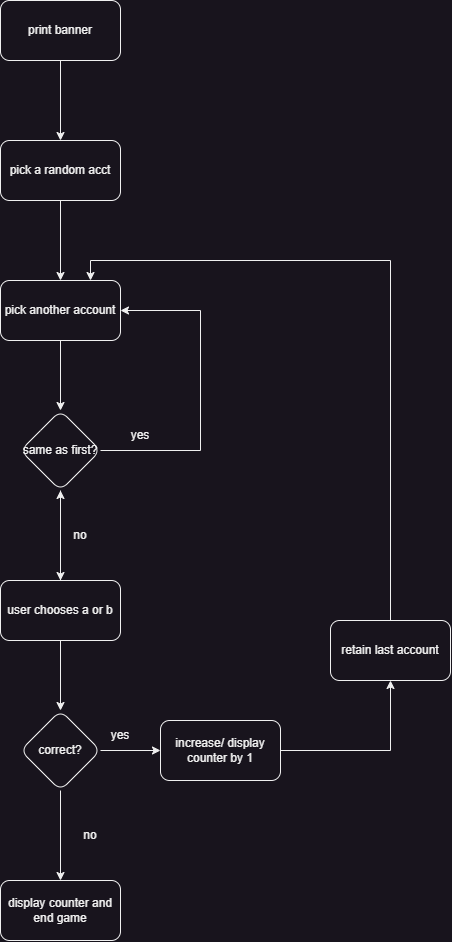 print banner
pick a random acct
pick another account
yes
same as first?
no
user chooses a or b
retain last account
yes
correct?
increase/ display
counter by 1
no
display counter and
end game